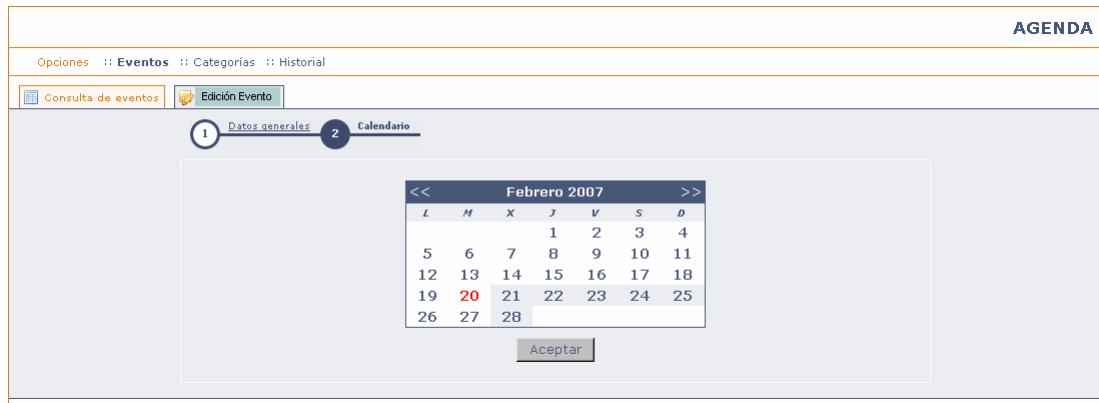 AGENDA
Opciones :: Eventos :: Categorías :: Historial
Consulta de eventos Edición Evento
1 Datos generales 2 Calendario
<< Febrero 2007 >>
L M X J V S D
1 2 3 4
5 6 7 8 9 10 11
12 13 14 15 16 17 18
19 20 21 22 23 24 25
26 27 28
Aceptar